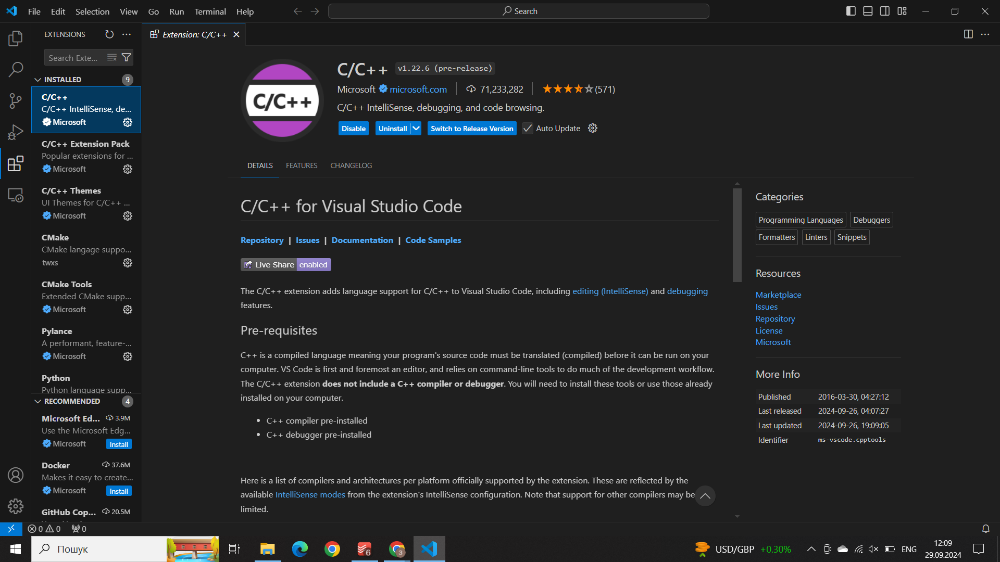 File Edit Selection View Go Run Terminal Help
Search
EXTENSIONS
Extension: C/C++
Search Exte...
INSTALLED 9
C/C++
C/C++ IntelliSense, de...
Microsoft
C/C++ Extension Pack
Popular extensions for ...
Microsoft
C/C++ Themes
UI Themes for C/C++ ...
Microsoft
CMake
CMake langage suppo...
twxs
CMake Tools
Extended CMake supp...
Microsoft
Pylance
A performant, feature-...
Microsoft
Python
Python language supp...
RECOMMENDED 4
Microsoft Ed... 3.9M
Use the Microsoft Edg...
Microsoft Install
Docker 37.6M
Makes it easy to create...
Microsoft Install
GitHub Cop... 20.5M
C/C++
C/C++ v1.22.6 (pre-release)
Microsoft microsoft.com 71,233,282 (571)
C/C++ IntelliSense, debugging, and code browsing.
Disable Uninstall Switch to Release Version Auto Update
DETAILS FEATURES CHANGELOG
C/C++ for Visual Studio Code
Repository | Issues | Documentation | Code Samples
Live Share enabled
The C/C++ extension adds language support for C/C++ to Visual Studio Code, including editing (IntelliSense) and debugging
features.
Pre-requisites
C++ is a compiled language meaning your program's source code must be translated (compiled) before it can be run on your
computer. VS Code is first and foremost an editor, and relies on command-line tools to do much of the development workflow.
The C/C++ extension does not include a C++ compiler or debugger. You will need to install these tools or use those already
installed on your computer.
• C++ compiler pre-installed
• C++ debugger pre-installed
Here is a list of compilers and architectures per platform officially supported by the extension. These are reflected by the
available IntelliSense modes from the extension's IntelliSense configuration. Note that support for other compilers may be
limited.
Categories
Programming Languages Debuggers
Formatters Linters Snippets
Resources
Marketplace
Issues
Repository
License
Microsoft
More Info
Published 2016-03-30, 04:27:12
Last released 2024-09-26, 04:07:27
Last updated 2024-09-26, 19:09:05
Identifier ms-vscode.cpptools
0 0 0
Пошук
6
3
USD/GBP +0.30%
ENG
12:09
29.09.2024